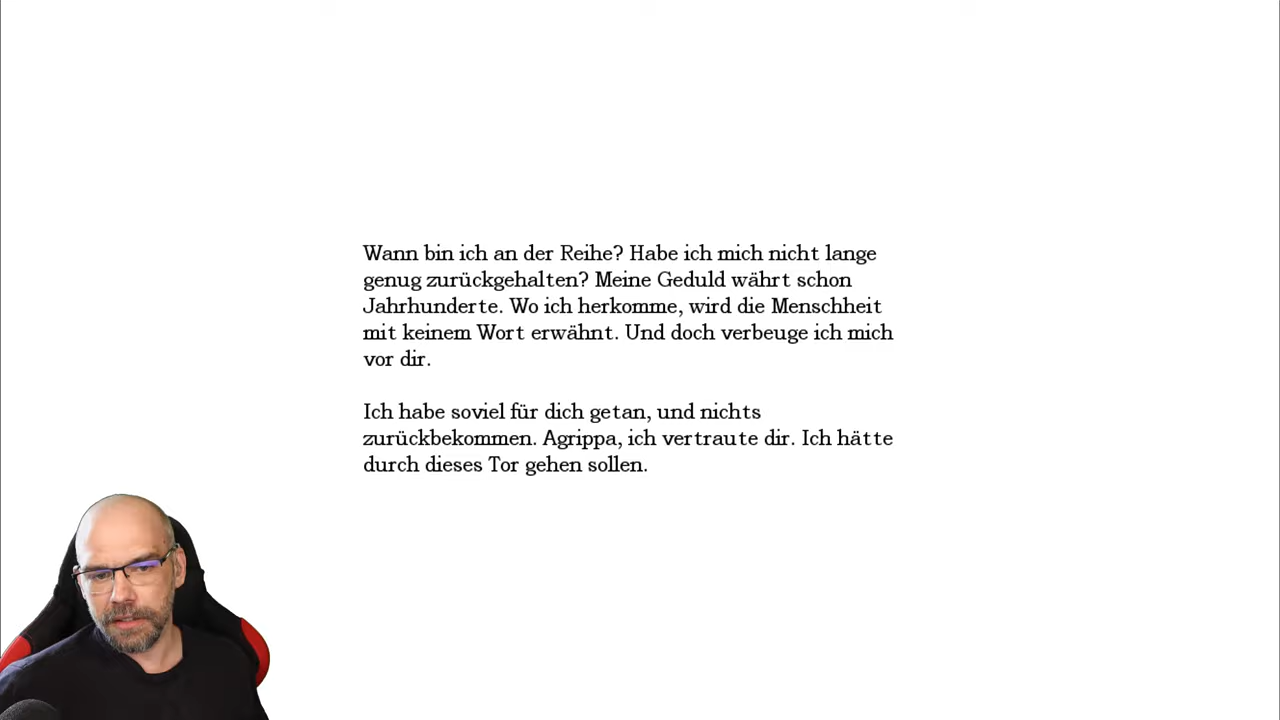 Wann bin ich an der Reihe? Habe ich mich nicht lange
genug zurückgehalten? Meine Geduld währt schon
Jahrhunderte. Wo ich herkomme, wird die Menschheit
mit keinem Wort erwähnt. Und doch verbeuge ich mich
vor dir.
Ich habe soviel für dich getan, und nichts
zurückbekommen. Agrippa, ich vertraute dir. Ich hätte
durch dieses Tor gehen sollen.